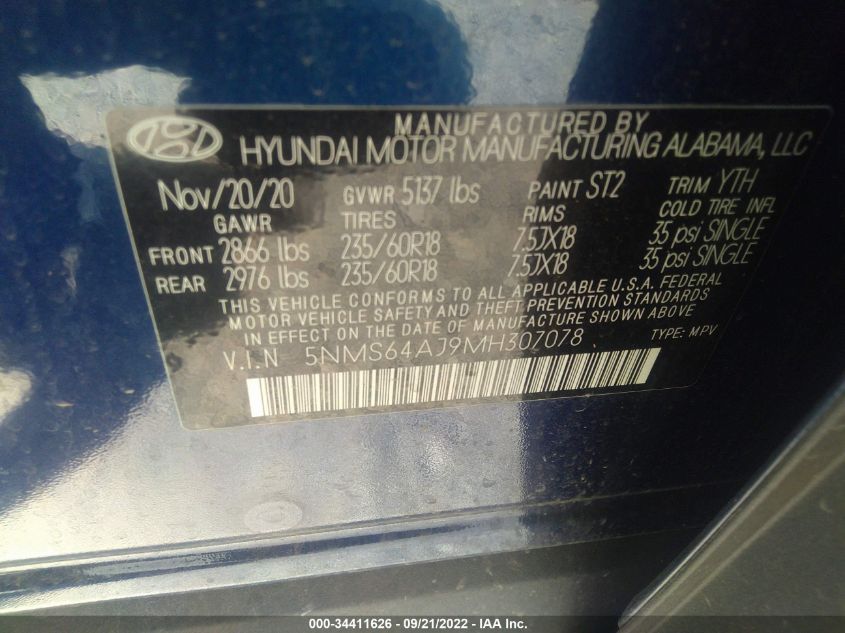 MANUFACTURED BY
HYUNDAI MOTOR MANUFACTURING ALABAMA, LLC
Nov/20/20 GVWR 5137 lbs PAINT ST2 TRIM YTH
GAWR TIRES RIMS COLD TIRE INFL
FRONT 2866 lbs 235/60R18 7.5JX18 35 psi SINGLE
REAR 2976 lbs 235/60R18 7.5JX18 35 psi SINGLE
THIS VEHICLE CONFORMS TO ALL APPLICABLE U.S.A. FEDERAL
MOTOR VEHICLE SAFETY AND THEFT PREVENTION STANDARDS
IN EFFECT ON THE DATE OF MANUFACTURE SHOWN ABOVE
V.I.N 5NMS64AJ9MH307078 TYPE: MPV
000-34411626 - 09/21/2022 - IAA Inc.